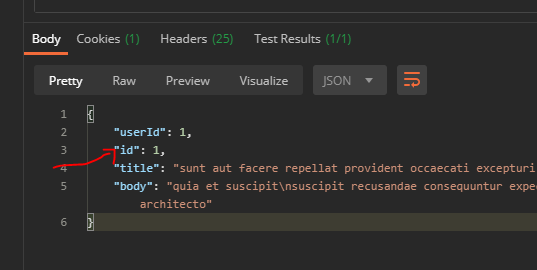 Body Cookies (1) Headers (25) Test Results (1/1)
Pretty Raw Preview Visualize JSON
1 {
2 "userId": 1,
3 "id": 1,
4 "title": "sunt aut facere repellat provident occaecati excepturi
5 "body": "quia et suscipit\nsuscipit recusandae consequuntur expe
architecto"
6 }